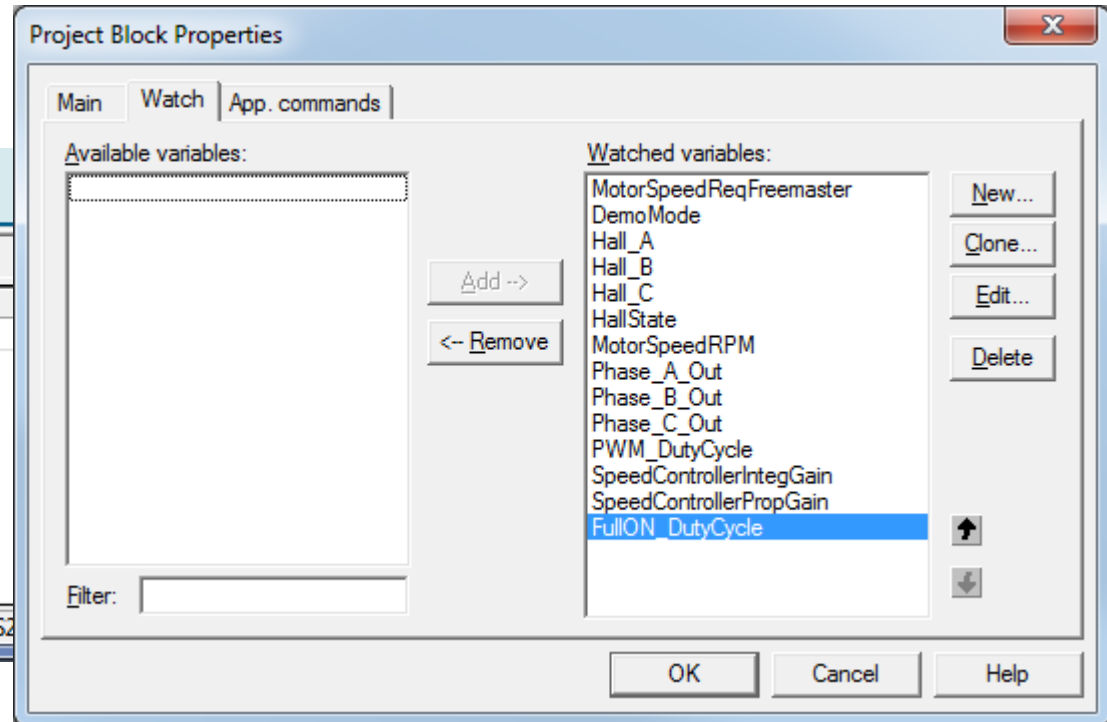 Project Block Properties
Main
Watch
App. commands
Available variables:
Watched variables:
MotorSpeedReqFreemaster
DemoMode
Hall_A
Hall_B
Hall_C
HallState
MotorSpeedRPM
Phase_A_Out
Phase_B_Out
Phase_C_Out
PWM_DutyCycle
SpeedControllerIntegGain
SpeedControllerPropGain
FullON_DutyCycle
Add -->
<-- Remove
New...
Clone...
Edit...
Delete
Filter:
OK
Cancel
Help